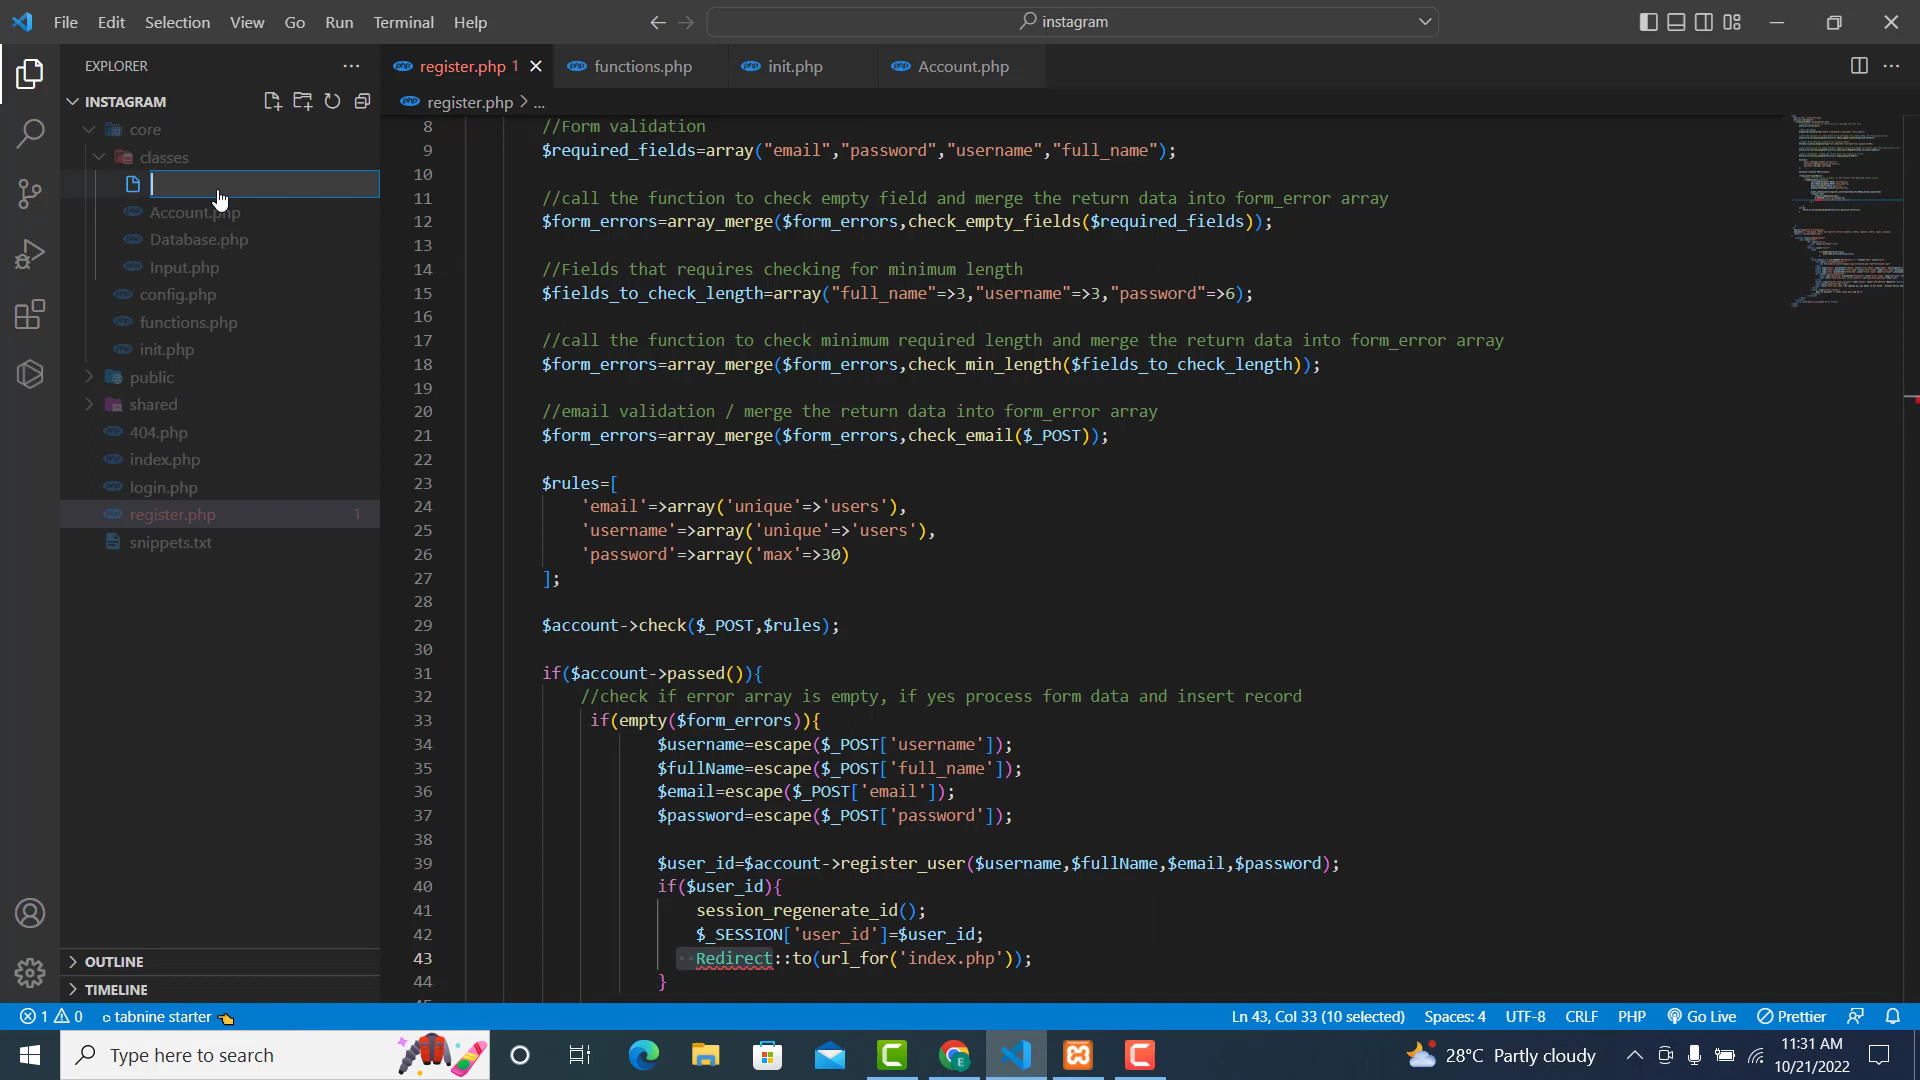 File Edit Selection View Go Run Terminal Help
instagram
EXPLORER
INSTAGRAM
core
classes
Account.php
Database.php
Input.php
config.php
functions.php
init.php
public
shared
404.php
index.php
login.php
register.php 1
snippets.txt
OUTLINE
TIMELINE
register.php 1 functions.php init.php Account.php
register.php > ...
8 //Form validation
9 $required_fields=array("email","password","username","full_name");
10
11 //call the function to check empty field and merge the return data into form_error array
12 $form_errors=array_merge($form_errors,check_empty_fields($required_fields));
13
14 //Fields that requires checking for minimum length
15 $fields_to_check_length=array("full_name"=>3,"username"=>3,"password"=>6);
16
17 //call the function to check minimum required length and merge the return data into form_error array
18 $form_errors=array_merge($form_errors,check_min_length($fields_to_check_length));
19
20 //email validation / merge the return data into form_error array
21 $form_errors=array_merge($form_errors,check_email($_POST));
22
23 $rules=[
24 'email'=>array('unique'=>'users'),
25 'username'=>array('unique'=>'users'),
26 'password'=>array('max'=>30)
27 ];
28
29 $account->check($_POST,$rules);
30
31 if($account->passed()){
32 //check if error array is empty, if yes process form data and insert record
33 if(empty($form_errors)){
34 $username=escape($_POST['username']);
35 $fullName=escape($_POST['full_name']);
36 $email=escape($_POST['email']);
37 $password=escape($_POST['password']);
38
39 $user_id=$account->register_user($username,$fullName,$email,$password);
40 if($user_id){
41 session_regenerate_id();
42 $_SESSION['user_id']=$user_id;
43 Redirect::to(url_for('index.php'));
44 }
1 0 tabnine starter
Ln 43, Col 33 (10 selected) Spaces: 4 UTF-8 CRLF PHP Go Live Prettier
Type here to search
28°C Partly cloudy
11:31 AM
10/21/2022